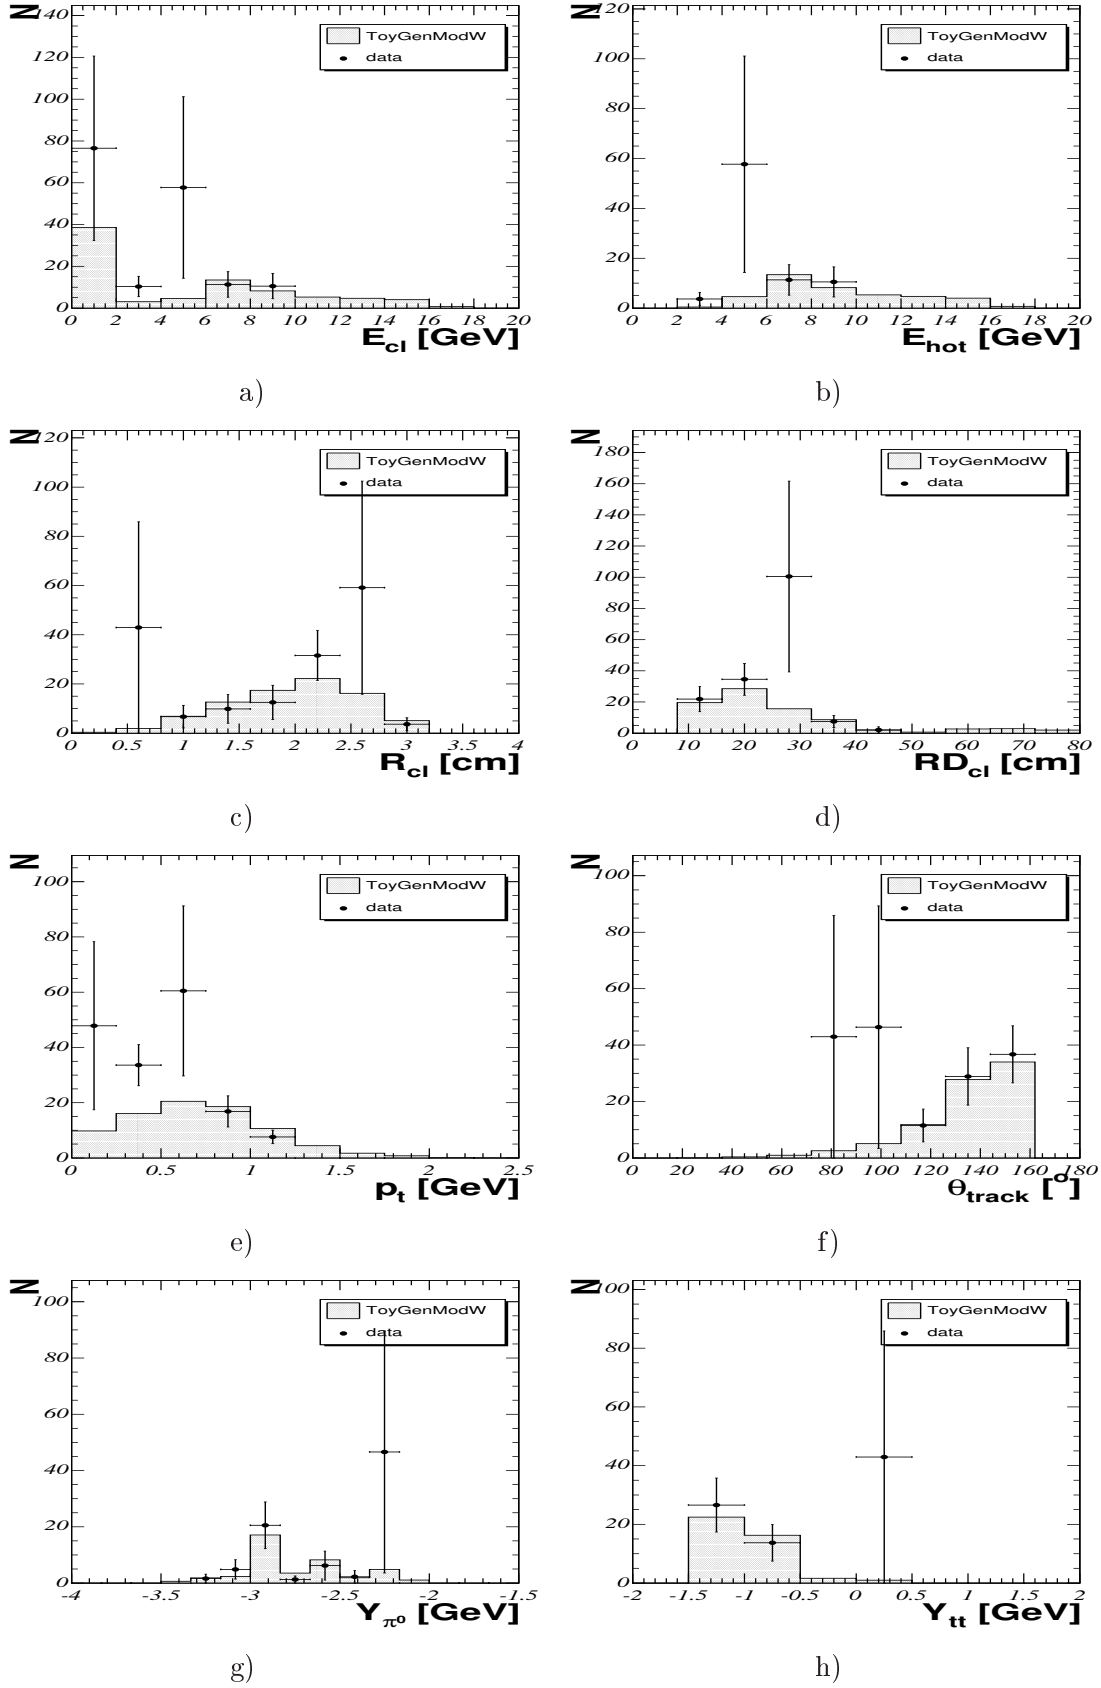 N
ToyGenModW
data
140
120
100
80
60
40
20
0
0 2 4 6 8 10 12 14 16 18 20
E_cl [GeV]
a)
N
ToyGenModW
data
120
100
80
60
40
20
0
0 2 4 6 8 10 12 14 16 18 20
E_hot [GeV]
b)
N
ToyGenModW
data
120
100
80
60
40
20
0
0 0.5 1 1.5 2 2.5 3 3.5 4
R_cl [cm]
c)
N
ToyGenModW
data
180
160
140
120
100
80
60
40
20
0
0 10 20 30 40 50 60 70 80
RD_cl [cm]
d)
N
ToyGenModW
data
100
80
60
40
20
0
0 0.5 1 1.5 2 2.5
p_t [GeV]
e)
N
ToyGenModW
data
100
80
60
40
20
0
0 20 40 60 80 100 120 140 160 180
Θ_track [°]
f)
N
ToyGenModW
data
100
80
60
40
20
0
-4 -3.5 -3 -2.5 -2 -1.5
Y_π⁰ [GeV]
g)
N
ToyGenModW
data
100
80
60
40
20
0
-2 -1.5 -1 -0.5 0 0.5 1 1.5 2
Y_tt [GeV]
h)